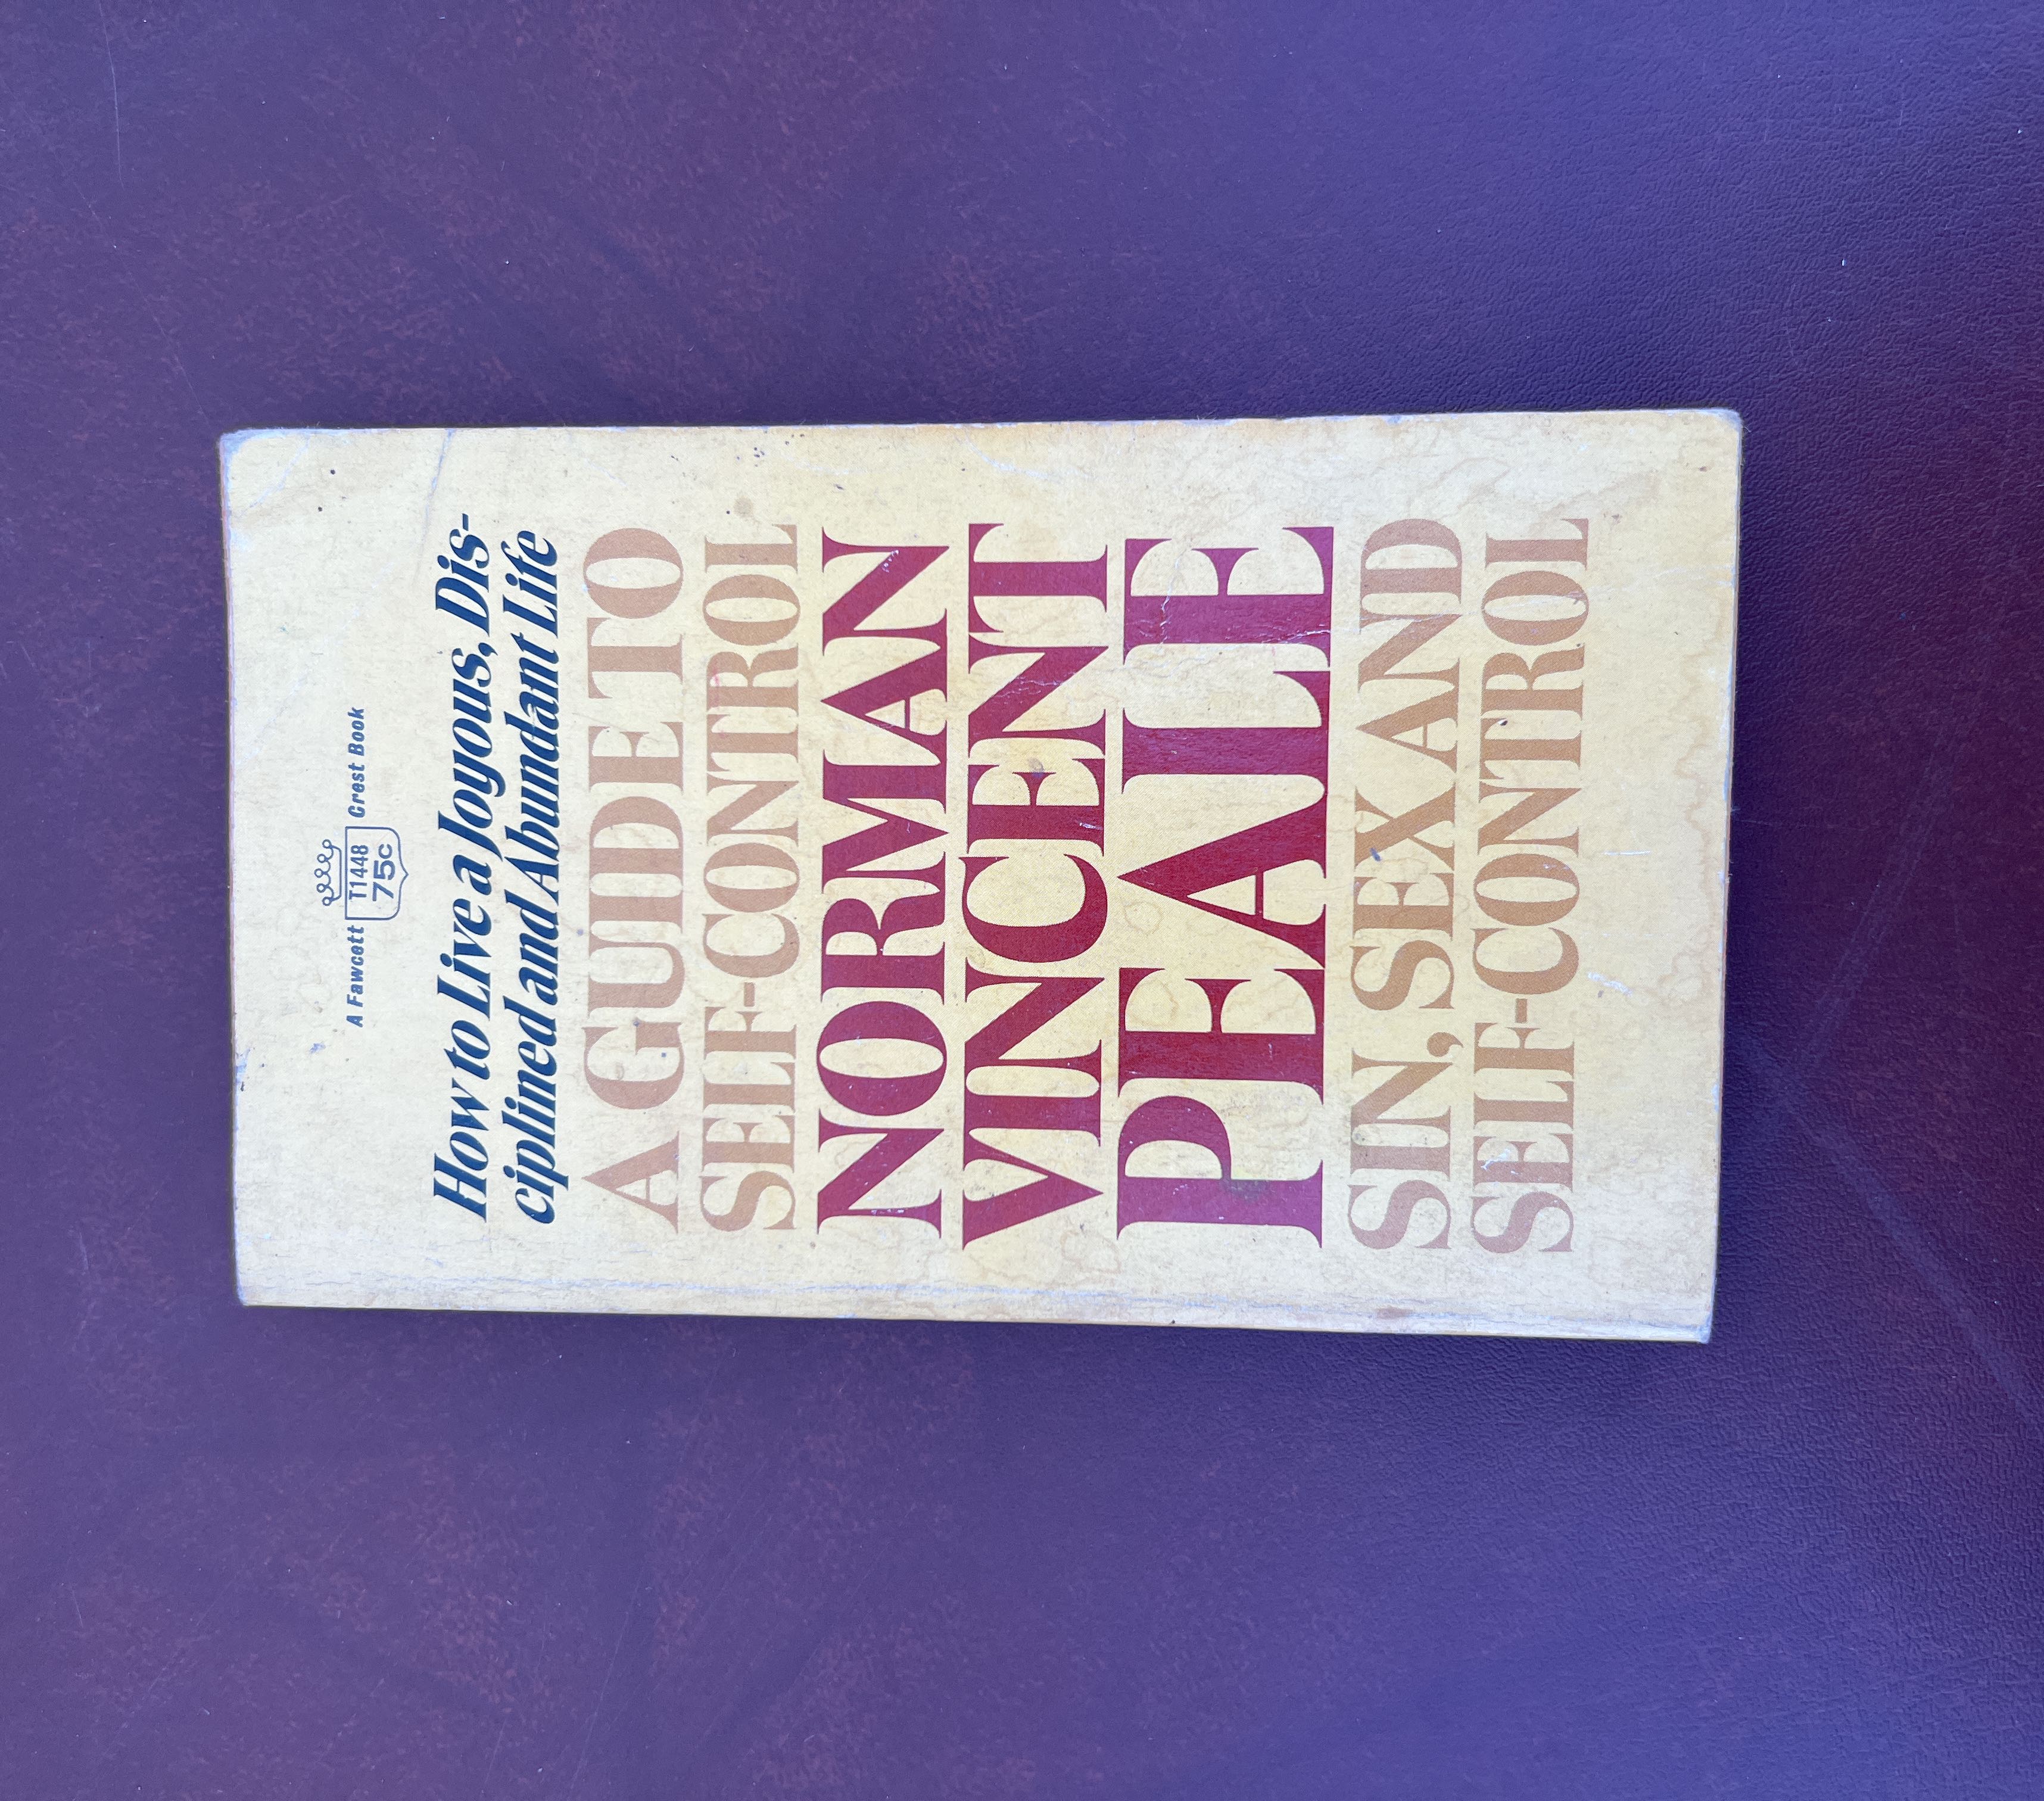 A Fawcett T1448 Crest Book
75c
How to Live a Joyous, Dis-
ciplined and Abundant Life
A GUIDE TO
SELF-CONTROL
NORMAN
VINCENT
PEALE
SIN, SEX AND
SELF-CONTROL